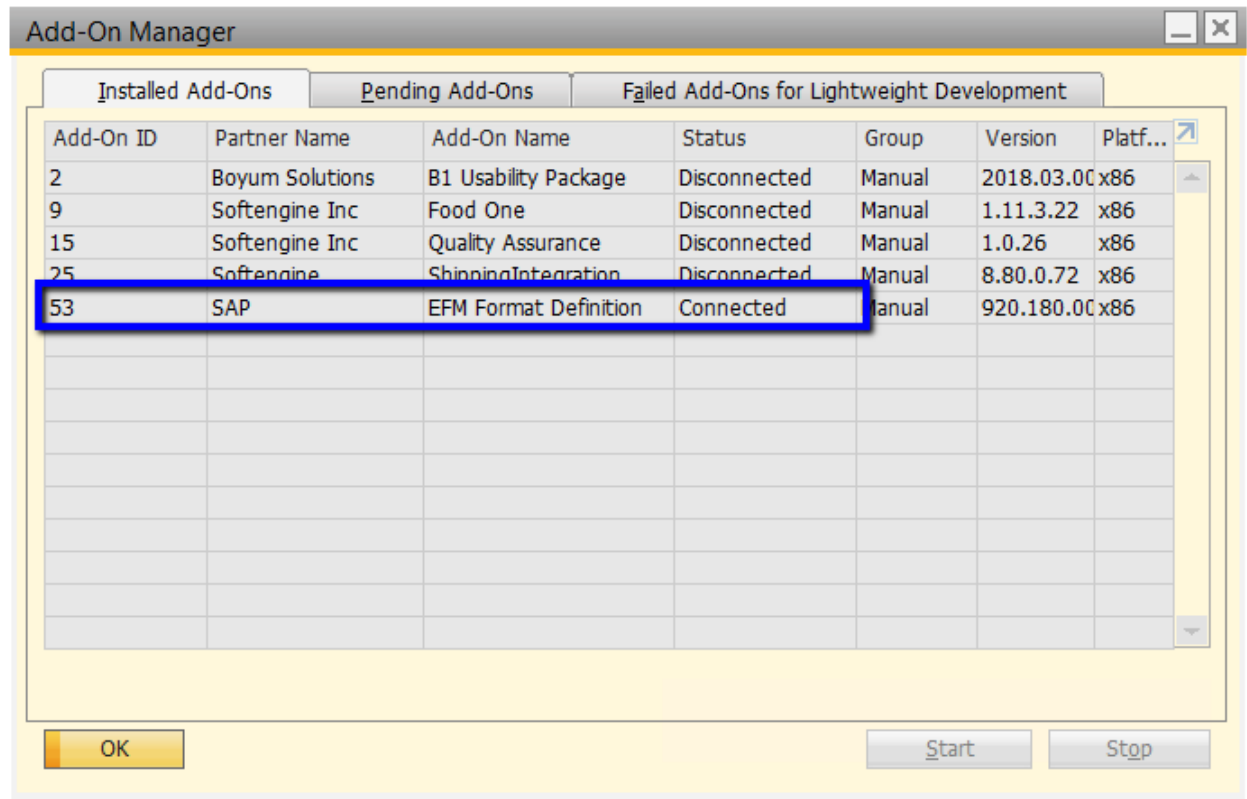 Add-On Manager
Installed Add-Ons Pending Add-Ons Failed Add-Ons for Lightweight Development
Add-On ID Partner Name Add-On Name Status Group Version Platf...
2 Boyum Solutions B1 Usability Package Disconnected Manual 2018.03.00 x86
9 Softengine Inc Food One Disconnected Manual 1.11.3.22 x86
15 Softengine Inc Quality Assurance Disconnected Manual 1.0.26 x86
25 Softengine ShippingIntegration Disconnected Manual 8.80.0.72 x86
53 SAP EFM Format Definition Connected Manual 920.180.00 x86
OK Start Stop